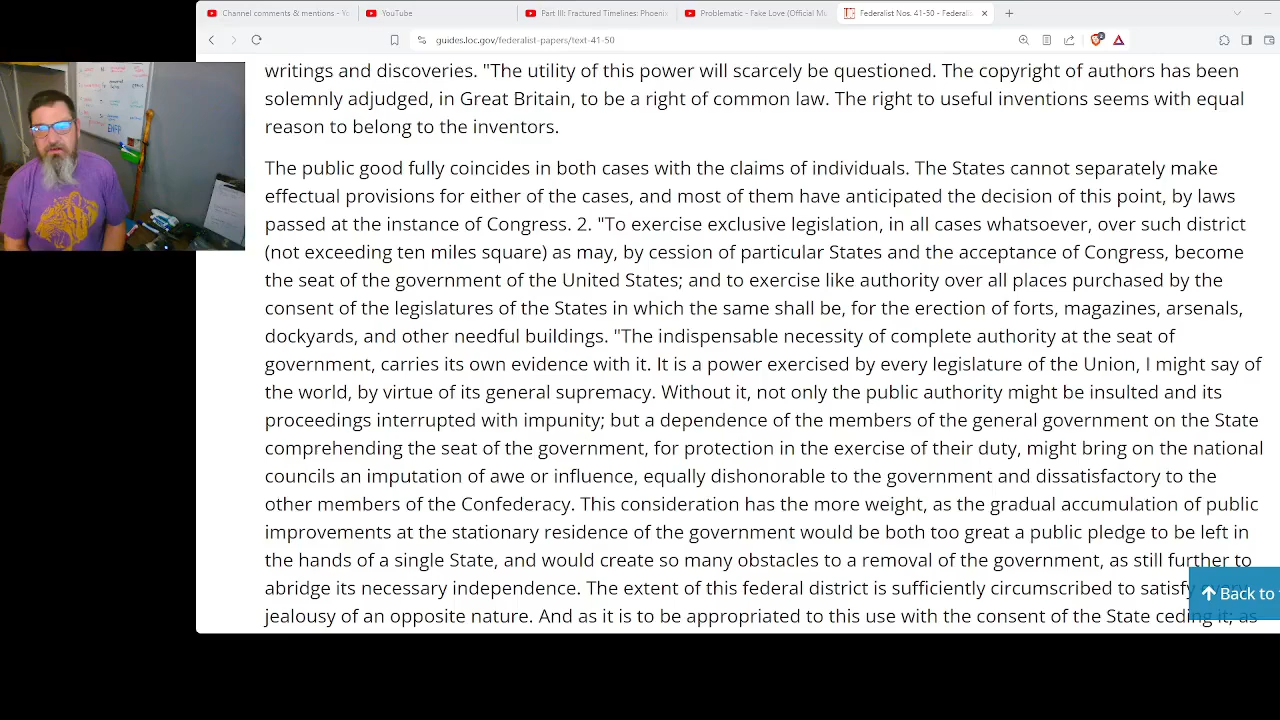 Channel comments & mentions - Yo
YouTube
Part III: Fractured Timelines: Phoenix
Problematic - Fake Love (Official Mu
Federalist Nos. 41-50 - Federalis
guides.loc.gov/federalist-papers/text-41-50
writings and discoveries. "The utility of this power will scarcely be questioned. The copyright of authors has been
solemnly adjudged, in Great Britain, to be a right of common law. The right to useful inventions seems with equal
reason to belong to the inventors.
The public good fully coincides in both cases with the claims of individuals. The States cannot separately make
effectual provisions for either of the cases, and most of them have anticipated the decision of this point, by laws
passed at the instance of Congress. 2. "To exercise exclusive legislation, in all cases whatsoever, over such district
(not exceeding ten miles square) as may, by cession of particular States and the acceptance of Congress, become
the seat of the government of the United States; and to exercise like authority over all places purchased by the
consent of the legislatures of the States in which the same shall be, for the erection of forts, magazines, arsenals,
dockyards, and other needful buildings. "The indispensable necessity of complete authority at the seat of
government, carries its own evidence with it. It is a power exercised by every legislature of the Union, I might say of
the world, by virtue of its general supremacy. Without it, not only the public authority might be insulted and its
proceedings interrupted with impunity; but a dependence of the members of the general government on the State
comprehending the seat of the government, for protection in the exercise of their duty, might bring on the national
councils an imputation of awe or influence, equally dishonorable to the government and dissatisfactory to the
other members of the Confederacy. This consideration has the more weight, as the gradual accumulation of public
improvements at the stationary residence of the government would be both too great a public pledge to be left in
the hands of a single State, and would create so many obstacles to a removal of the government, as still further to
abridge its necessary independence. The extent of this federal district is sufficiently circumscribed to satisfy every
Back to
jealousy of an opposite nature. And as it is to be appropriated to this use with the consent of the State ceding it; as